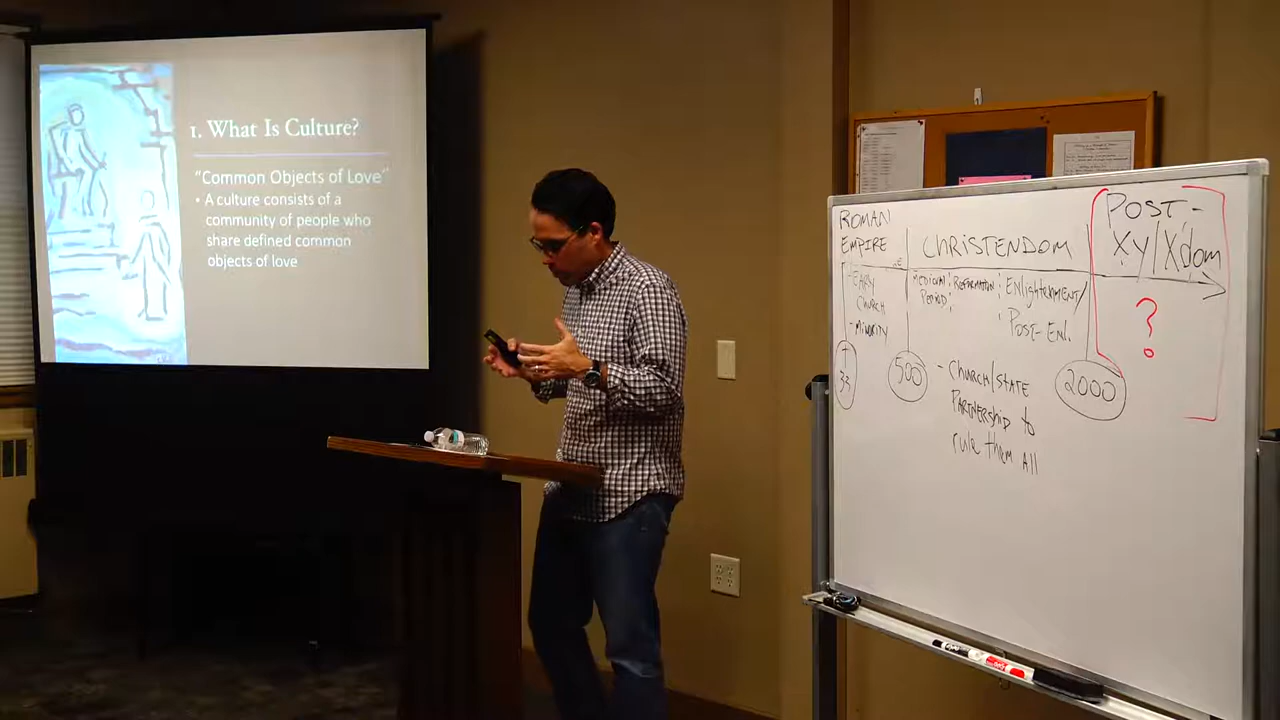 1. What Is Culture?
"Common Objects of Love"
• A culture consists of a
community of people who
share defined common
objects of love
ROMAN
EMPIRE
CHRISTENDOM
POST-
Xy/Xdom
-EARLY
CHURCH
-MINORITY
MEDIEVAL
PERIOD
REFORMATION
ENLIGHTENMENT/
POST-ENL.
?
33
500
2000
- CHURCH/STATE
PARTNERSHIP to
rule them All